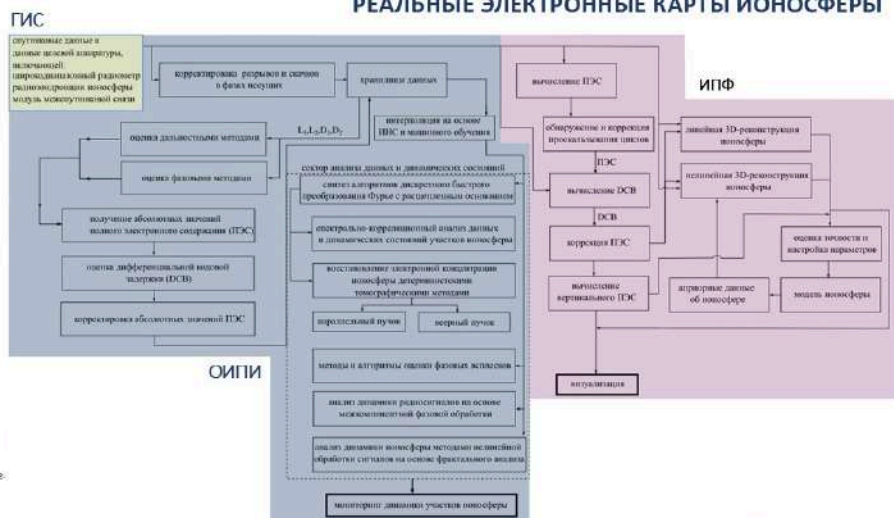 РЕАЛЬНЫЕ ЭЛЕКТРОННЫЕ КАРТЫ ИОНОСФЕРЫ
ГИС
спутниковые данные и
данные целевой аппаратуры,
включающей:
широкодиапазонный радиометр
радиозондирования ионосферы
модуль межспутниковой связи
корректировка разрывов и скачков
в фазах несущих
хранилище данных
L₁,L₂,D₁,D₂
интерполяция на основе
ИНС и машинного обучения
оценка дальностными методами
оценка фазовыми методами
получение абсолютных значений
полного электронного содержания (ПЭС)
оценка дифференциальной кодовой
задержки (DCB)
корректировка абсолютных значений ПЭС
ОИПИ
сектор анализа данных и динамических состояний
синтез алгоритмов дискретного быстрого
преобразования Фурье с расщепленным основанием
спектрально-корреляционный анализ данных
и динамических состояний участков ионосферы
восстановление электронной концентрации
ионосферы детерминистскими
томографическими методами
параллельный пучок
веерный пучок
методы и алгоритмы оценки фазовых всплесков
анализ динамики радиосигналов на основе
межкомпонентной фазовой обработки
анализ динамики ионосферы методами нелинейной
обработки сигналов на основе фрактального анализа
мониторинг динамики участков ионосферы
ИПФ
вычисление ПЭС
обнаружение и коррекция
проскальзывания циклов
ПЭС
вычисление DCB
DCB
коррекция ПЭС
вычисление
вертикального ПЭС
визуализация
линейная 3D-реконструкция
ионосферы
нелинейная 3D-реконструкция
ионосферы
оценка точности и
настройка параметров
априорные данные
об ионосфере
модель ионосферы